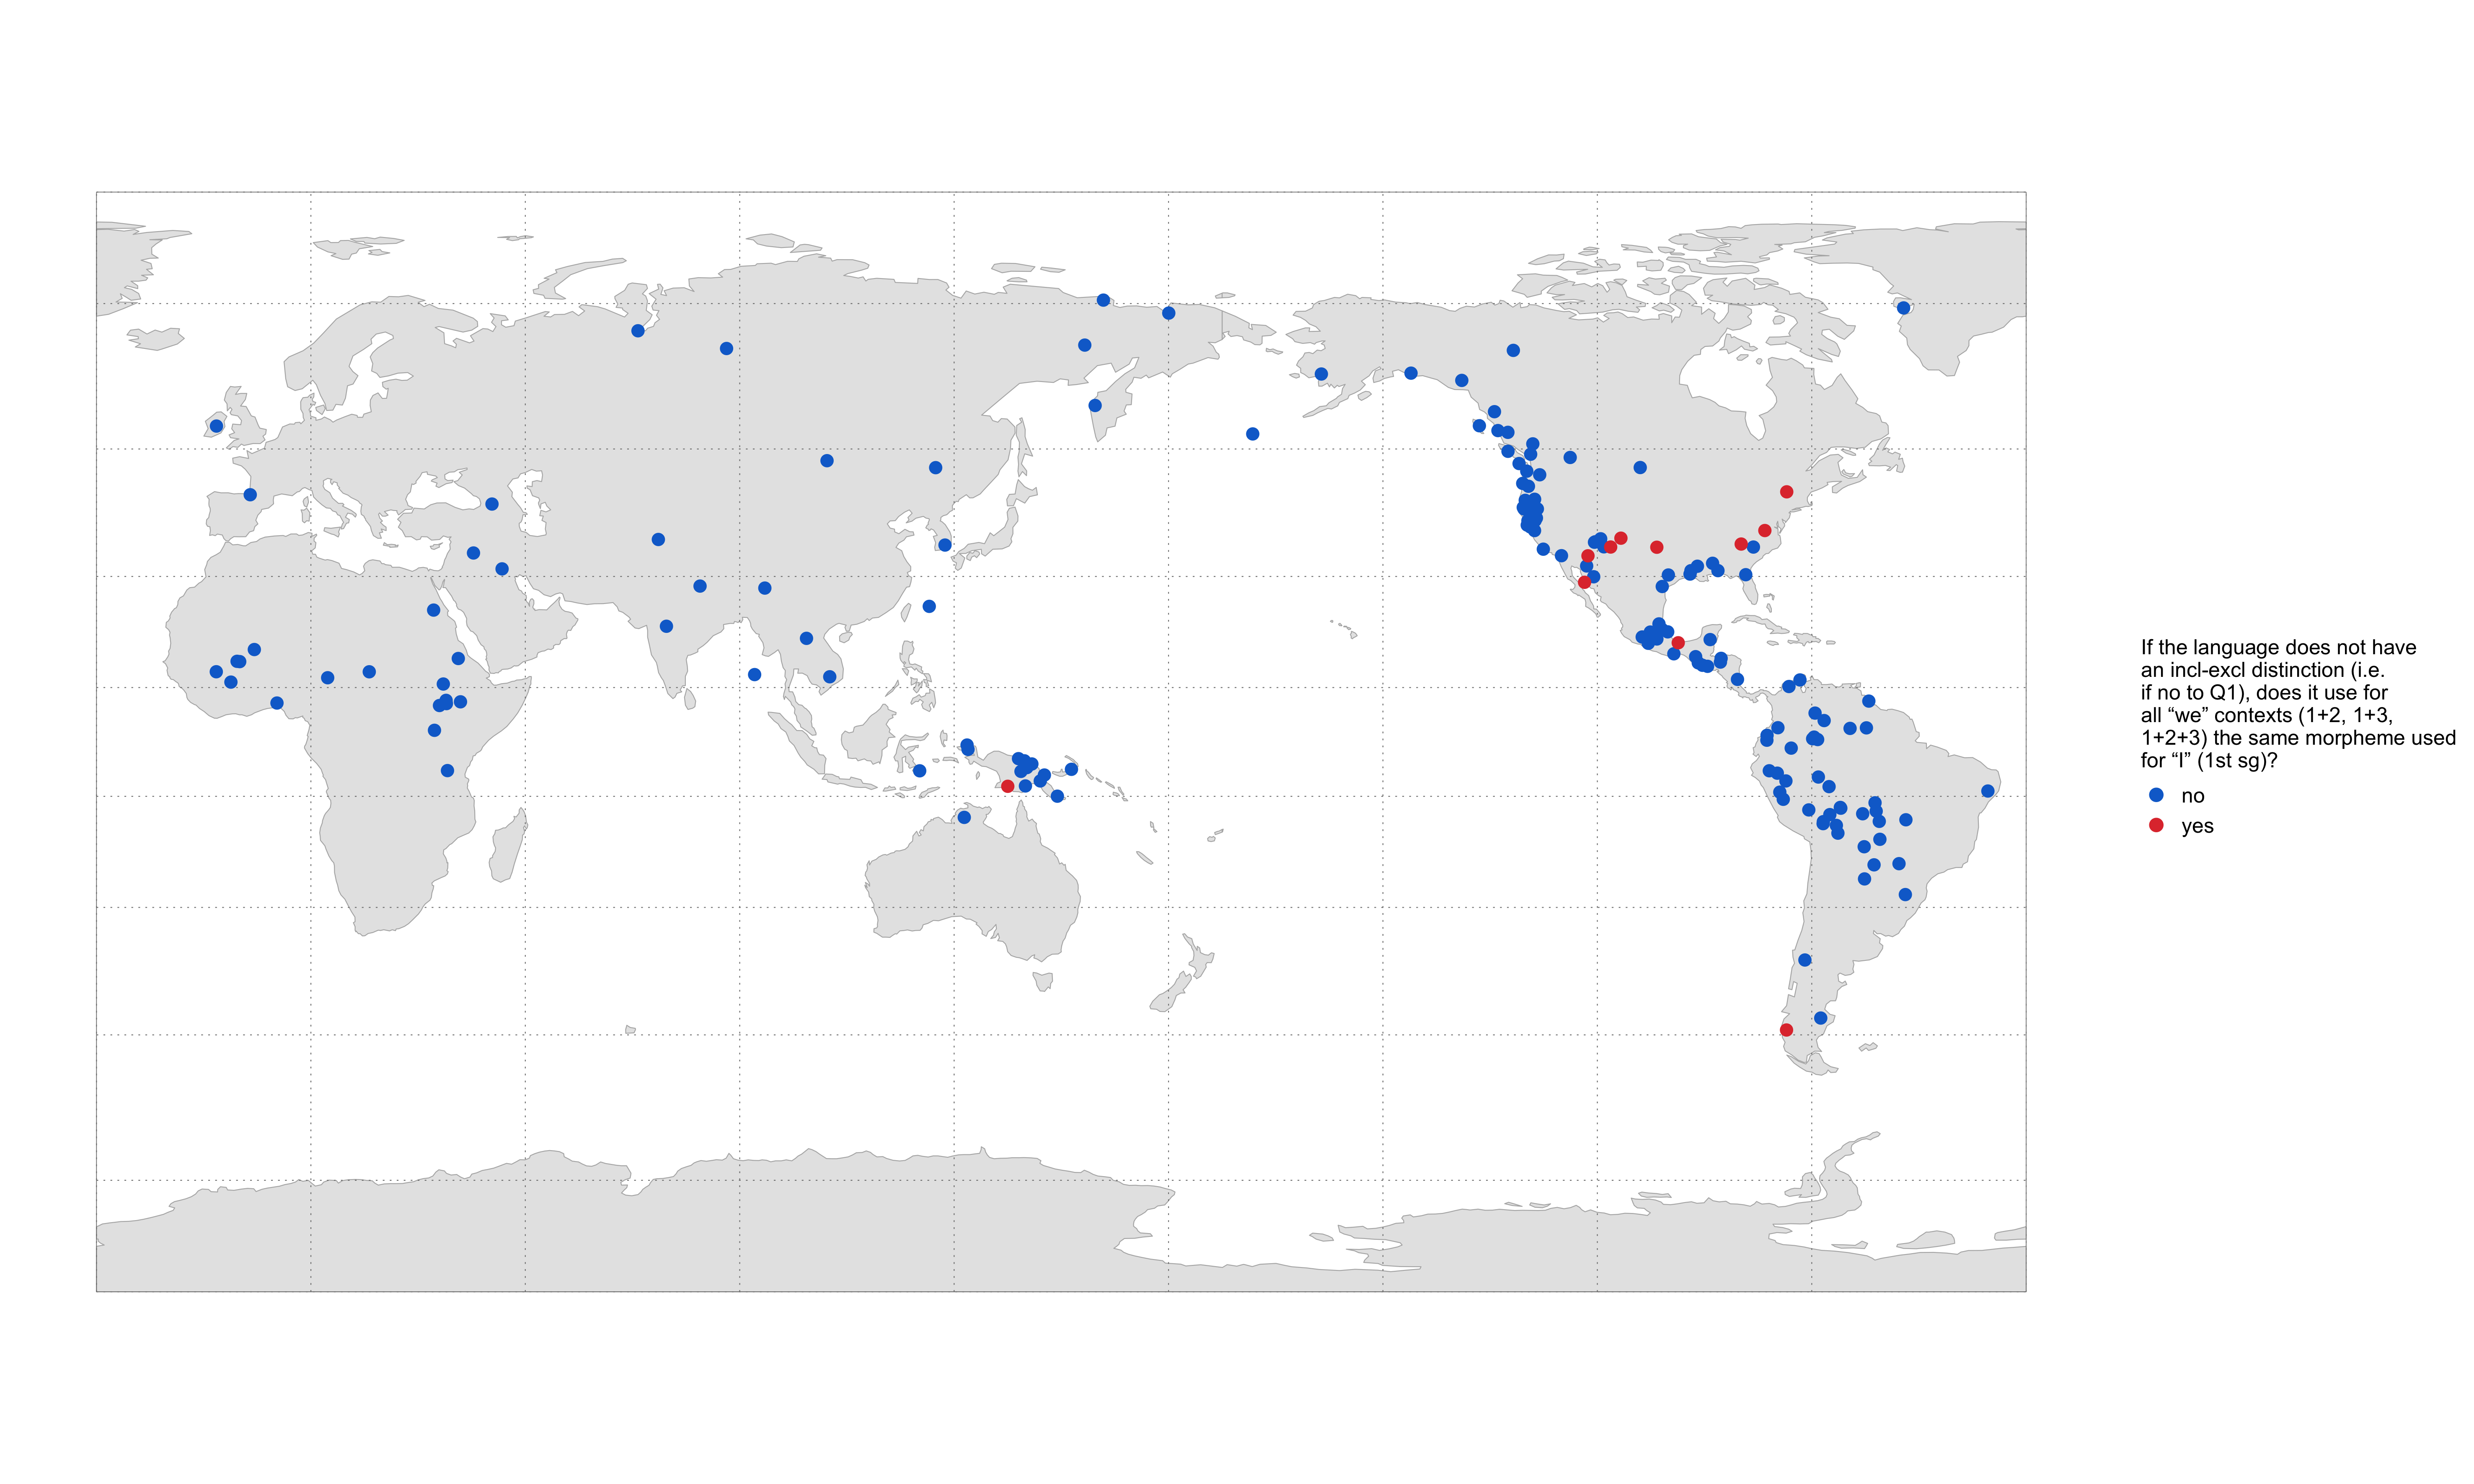 If the language does not have
an incl-excl distinction (i.e.
if no to Q1), does it use for
all “we” contexts (1+2, 1+3,
1+2+3) the same morpheme used
for “I” (1st sg)?
no
yes